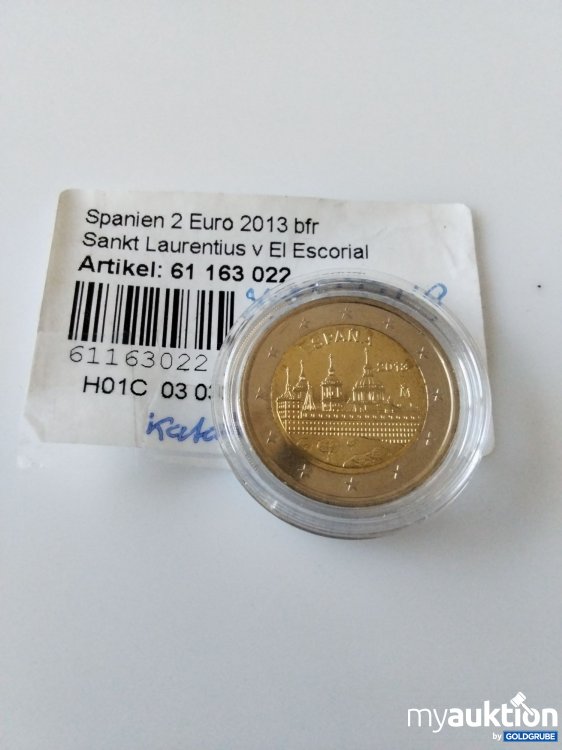 Spanien 2 Euro 2013 bfr
Sankt Laurentius v El Escorial
Artikel: 61 163 022
61163022
H01C 03 03
ESPAÑA
2013
M
myauktion
by GOLDGRUBE